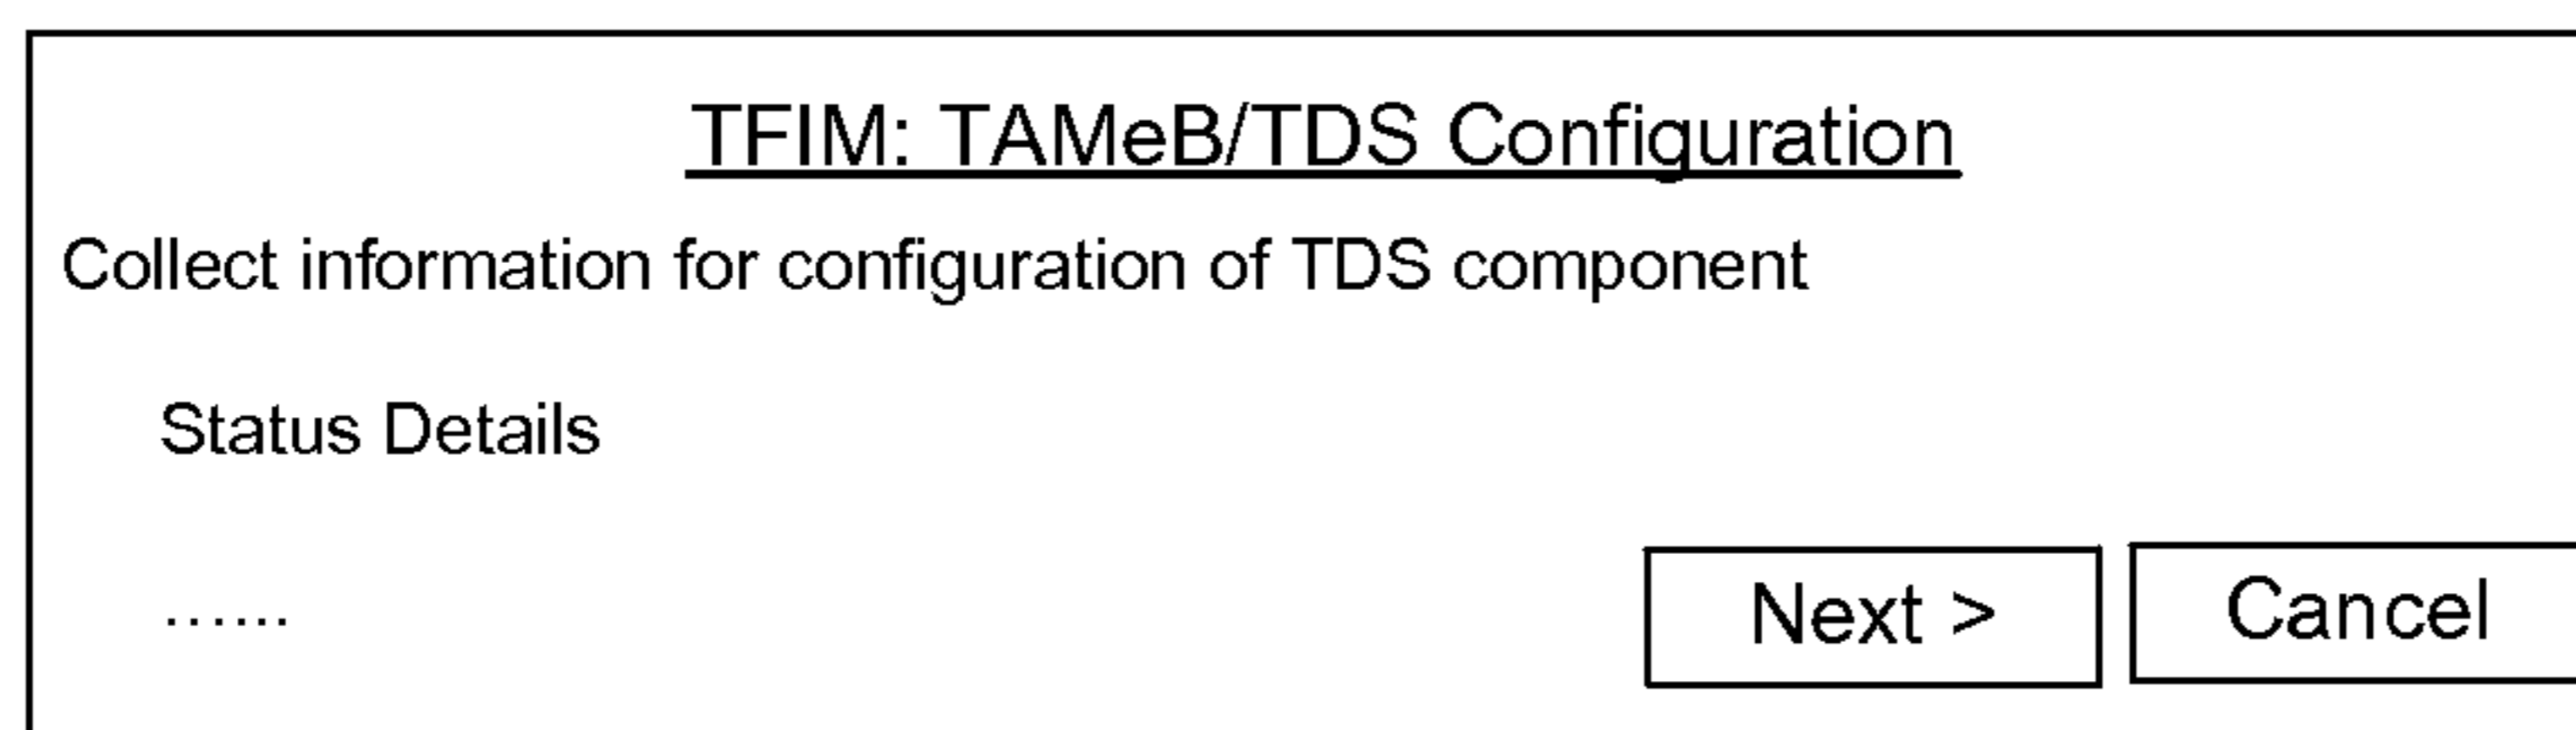 TFIM: TAMeB/TDS Configuration
Collect information for configuration of TDS component
Status Details
......
Next > Cancel